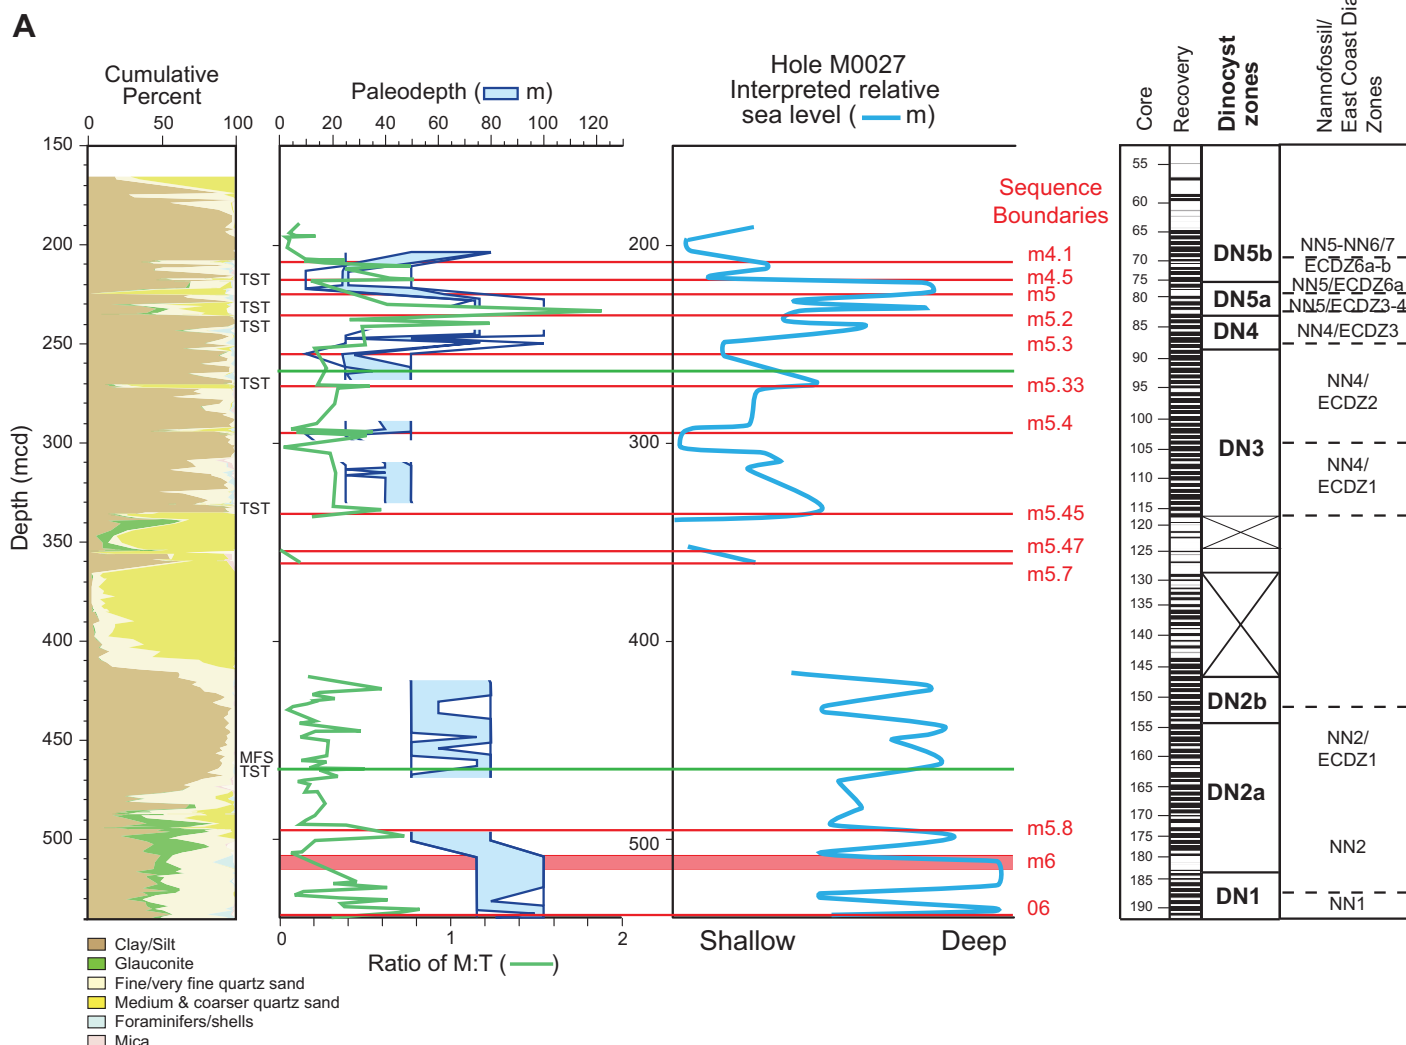 A
Cumulative
Percent
0 50 100
Paleodepth ( m)
0 20 40 60 80 100 120
Hole M0027
Interpreted relative
sea level ( m)
Core
Recovery
Dinocyst
zones
Nannofossil/
East Coast
Zones
Depth (mcd)
150
200
250
300
350
400
450
500
TST
TST
TST
TST
TST
MFS
TST
200
300
400
500
Sequence
Boundaries
m4.1
m4.5
m5
m5.2
m5.3
m5.33
m5.4
m5.45
m5.47
m5.7
m5.8
m6
06
55
60
65
70
75
80
85
90
95
100
105
110
115
120
125
130
135
140
145
150
155
160
165
170
175
180
185
190
DN5b
DN5a
DN4
DN3
DN2b
DN2a
DN1
NN5-NN6/7
ECDZ6a-b
NN5/ECDZ6a
NN5/ECDZ3-4
NN4/ECDZ3
NN4/
ECDZ2
NN4/
ECDZ1
NN2/
ECDZ1
NN2
NN1
0 1 2
Ratio of M:T ( )
Shallow Deep
Clay/Silt
Glauconite
Fine/very fine quartz sand
Medium & coarser quartz sand
Foraminifers/shells
Mica